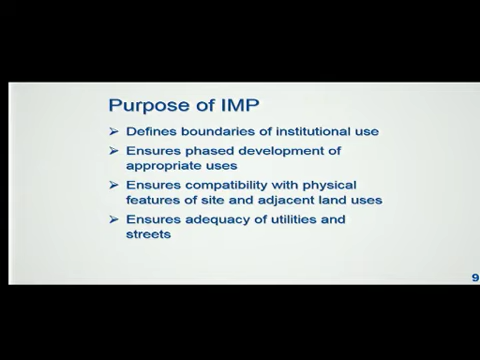 Purpose of IMP
➢ Defines boundaries of institutional use
➢ Ensures phased development of
appropriate uses
➢ Ensures compatibility with physical
features of site and adjacent land uses
➢ Ensures adequacy of utilities and
streets
9